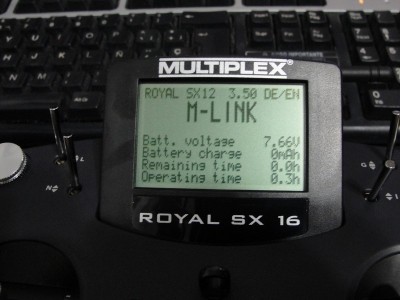 MULTIPLEX®
ROYAL SX12 3.50 DE/EN
M-LINK
Batt. voltage 7.66V
Battery charge 0mAh
Remaining time 0.0h
Operating time 0.3h
ROYAL SX 16
L
G
N
I